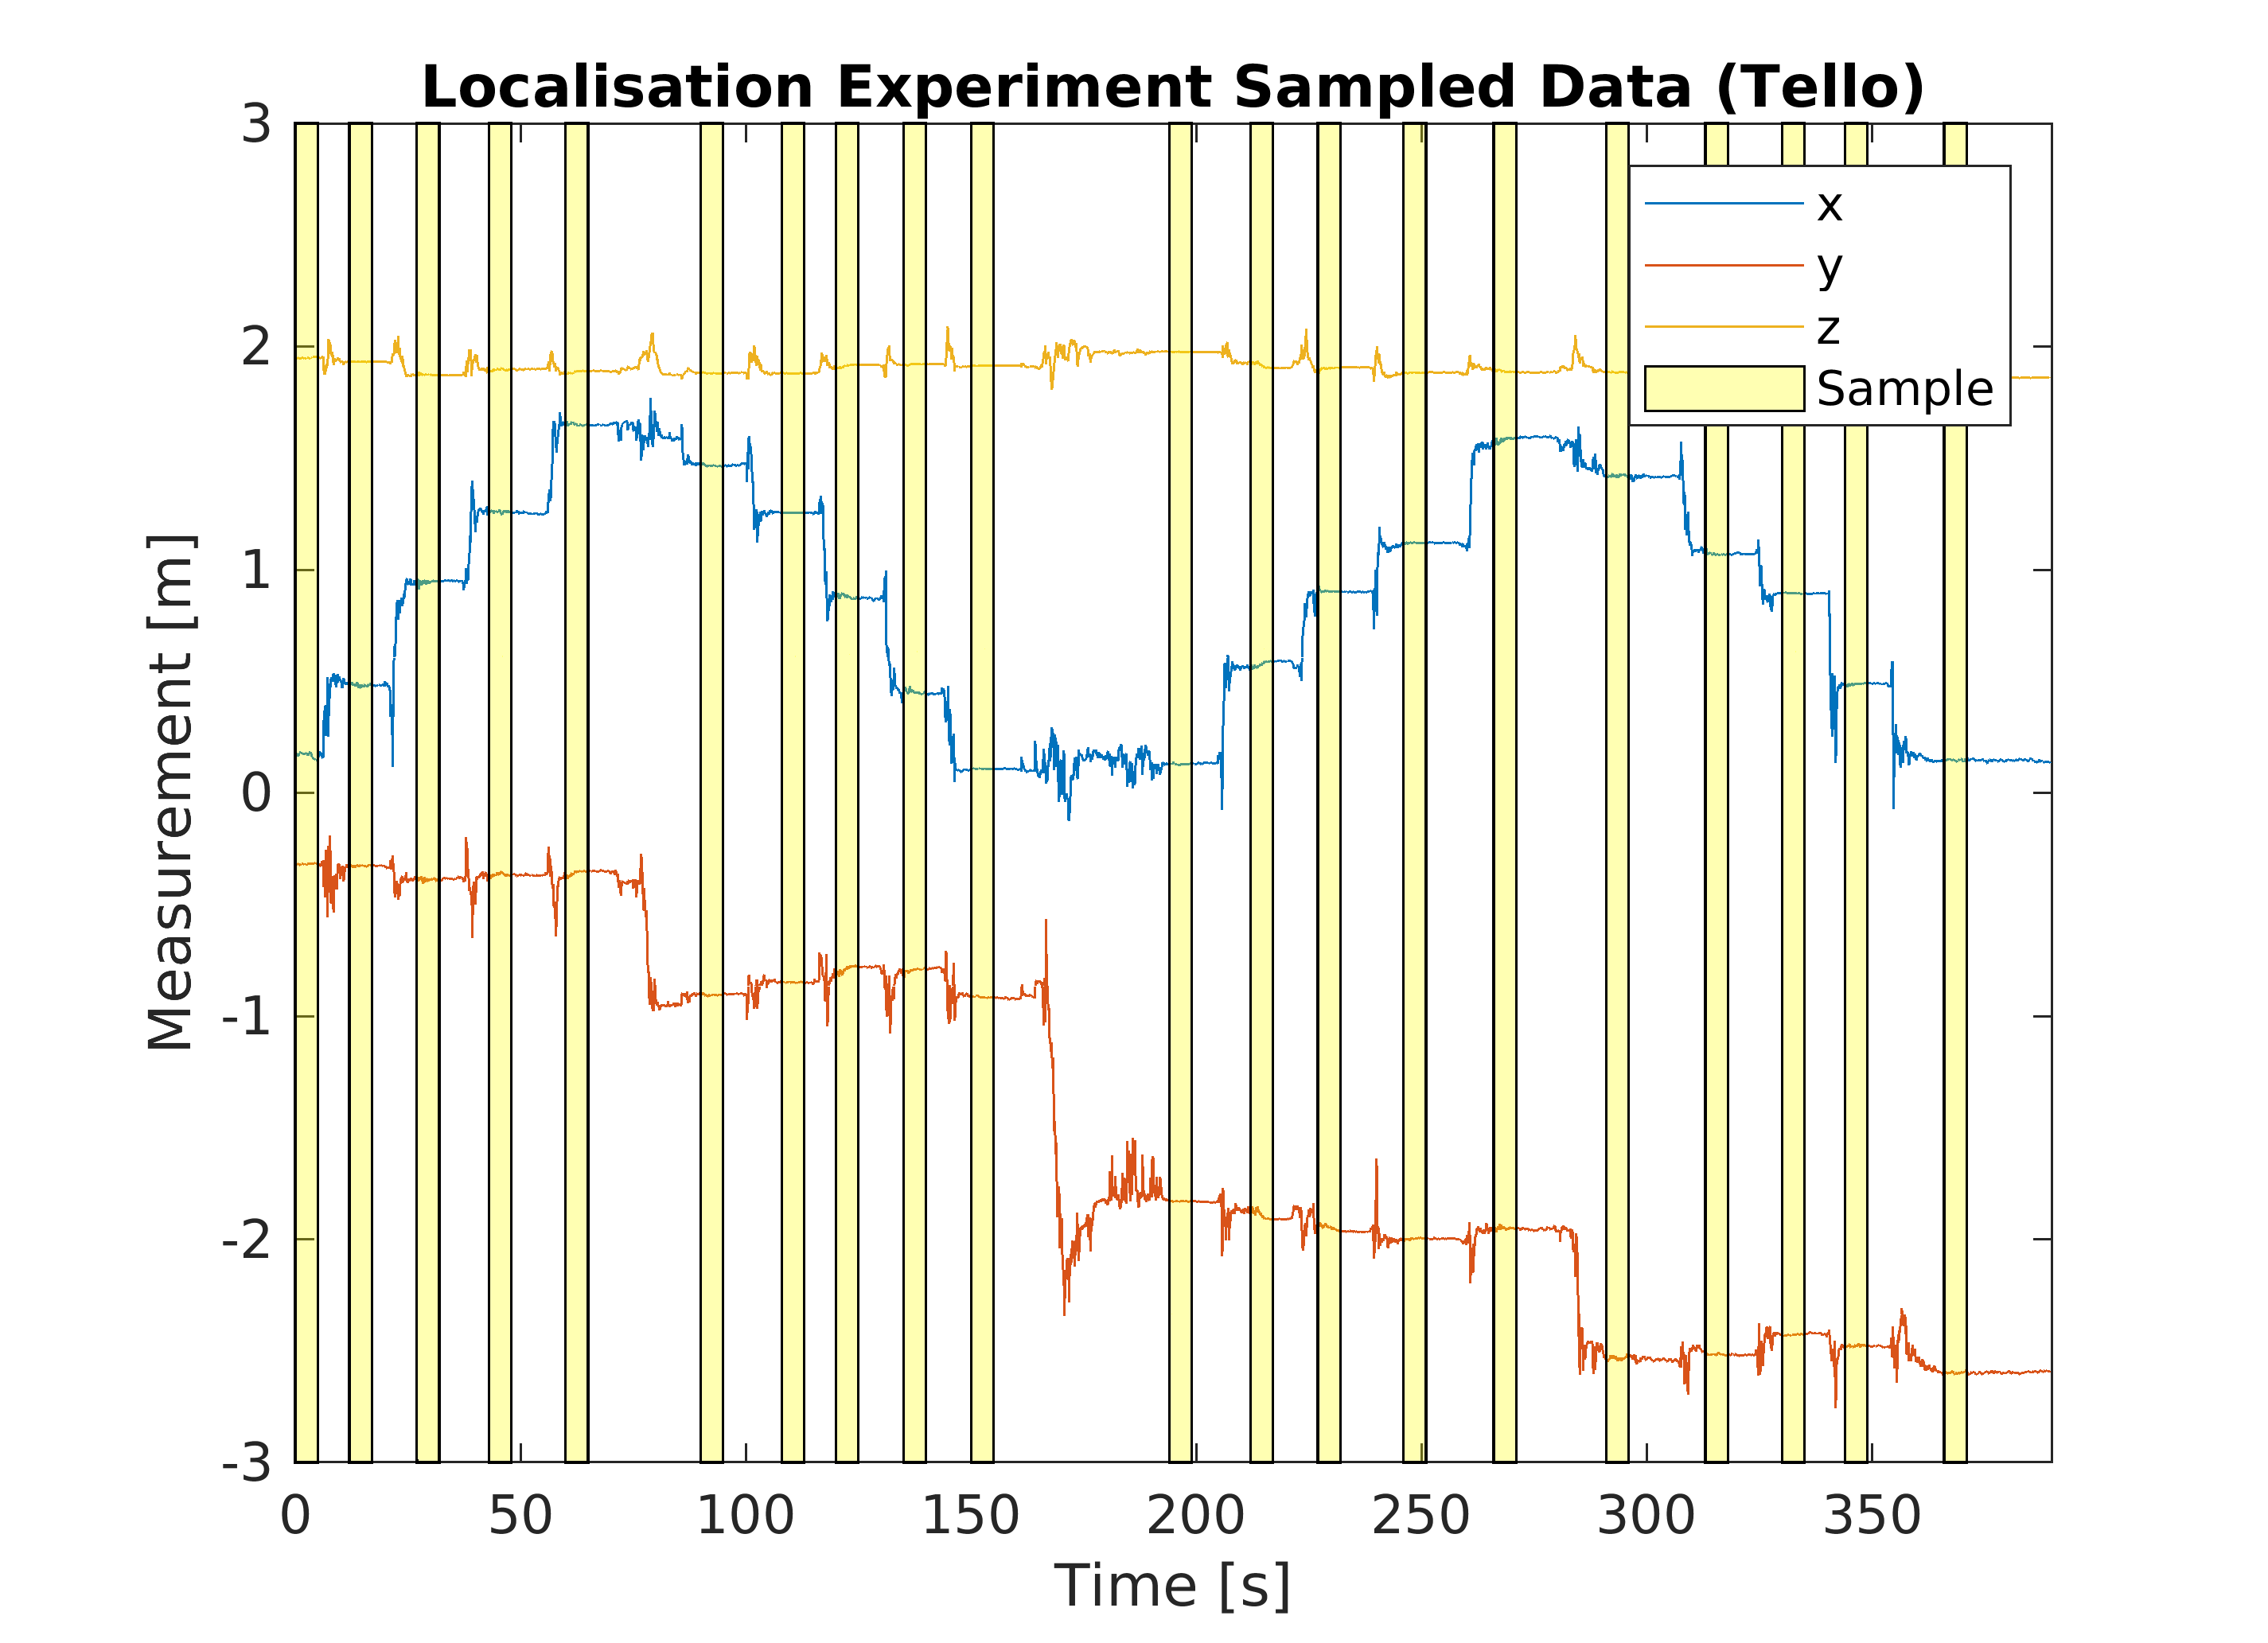 Localisation Experiment Sampled Data (Tello)
3
2
1
0
-1
-2
-3
Measurement [m]
x
y
z
Sample
0 50 100 150 200 250 300 350
Time [s]